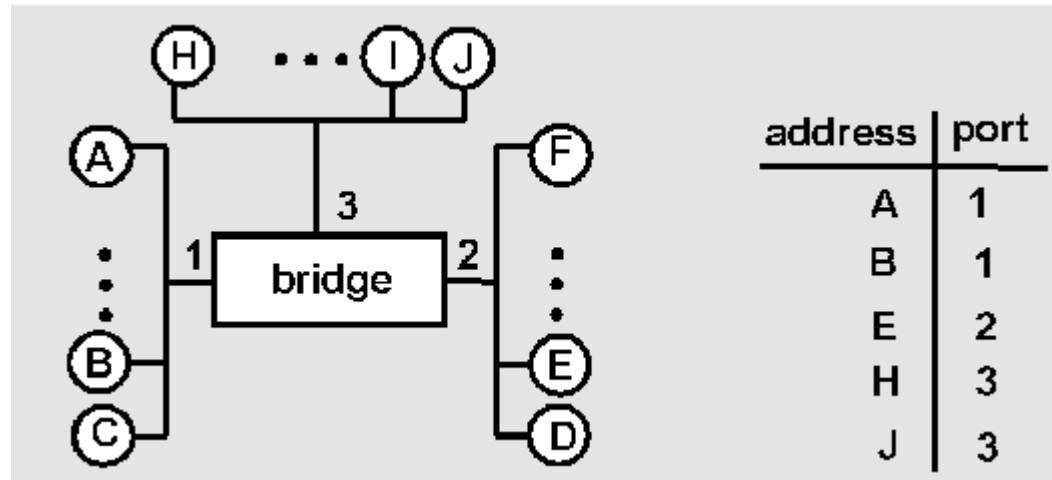 H ... I J
A
F
3
1 bridge 2
B
E
C
D
address port
A 1
B 1
E 2
H 3
J 3